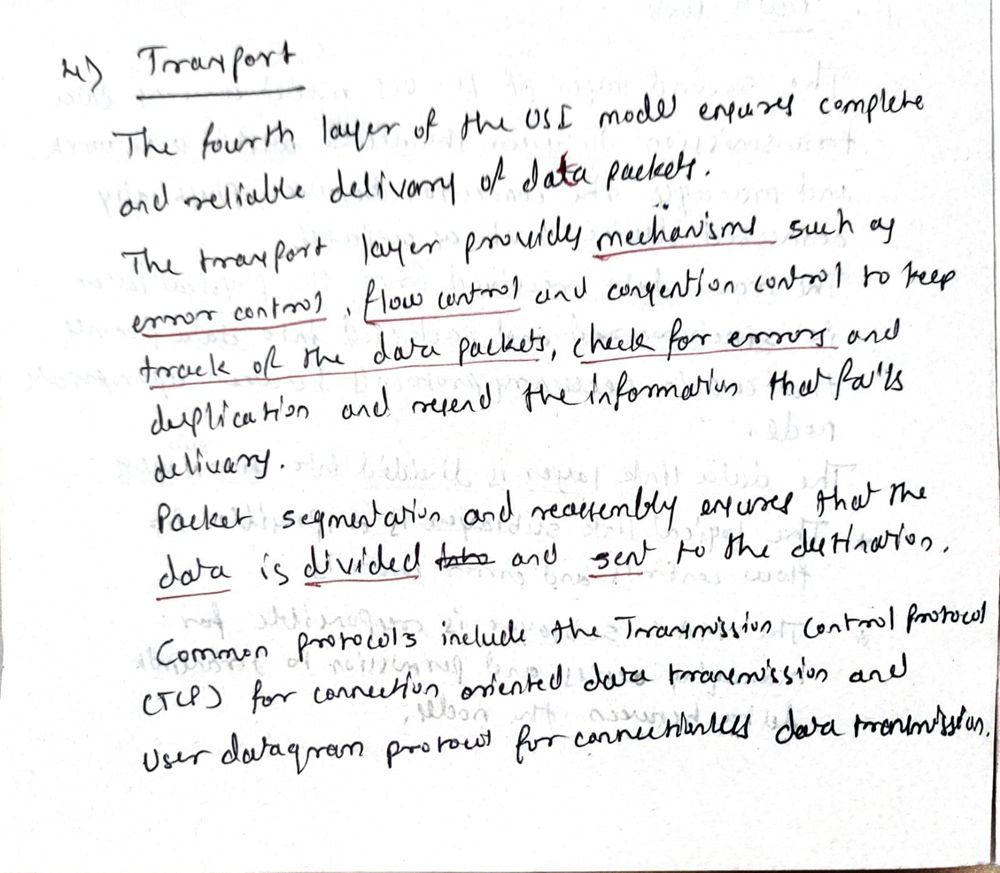 4) Transport
The fourth layer of the OSI model ensures complete
and reliable delivary of data packets.
The transport layer provides mechanisms such as
error control, flow control and congention control to keep
track of the data packets, check for errors and
duplication and resend the information that fails
delivary.
Packet segmentation and reassembly ensures that the
data is divided and sent to the destination.
Common protocols include the Transmission Control Protocol
(TCP) for connection oriented data transmission and
User datagram protocol for connectionless data transmission.